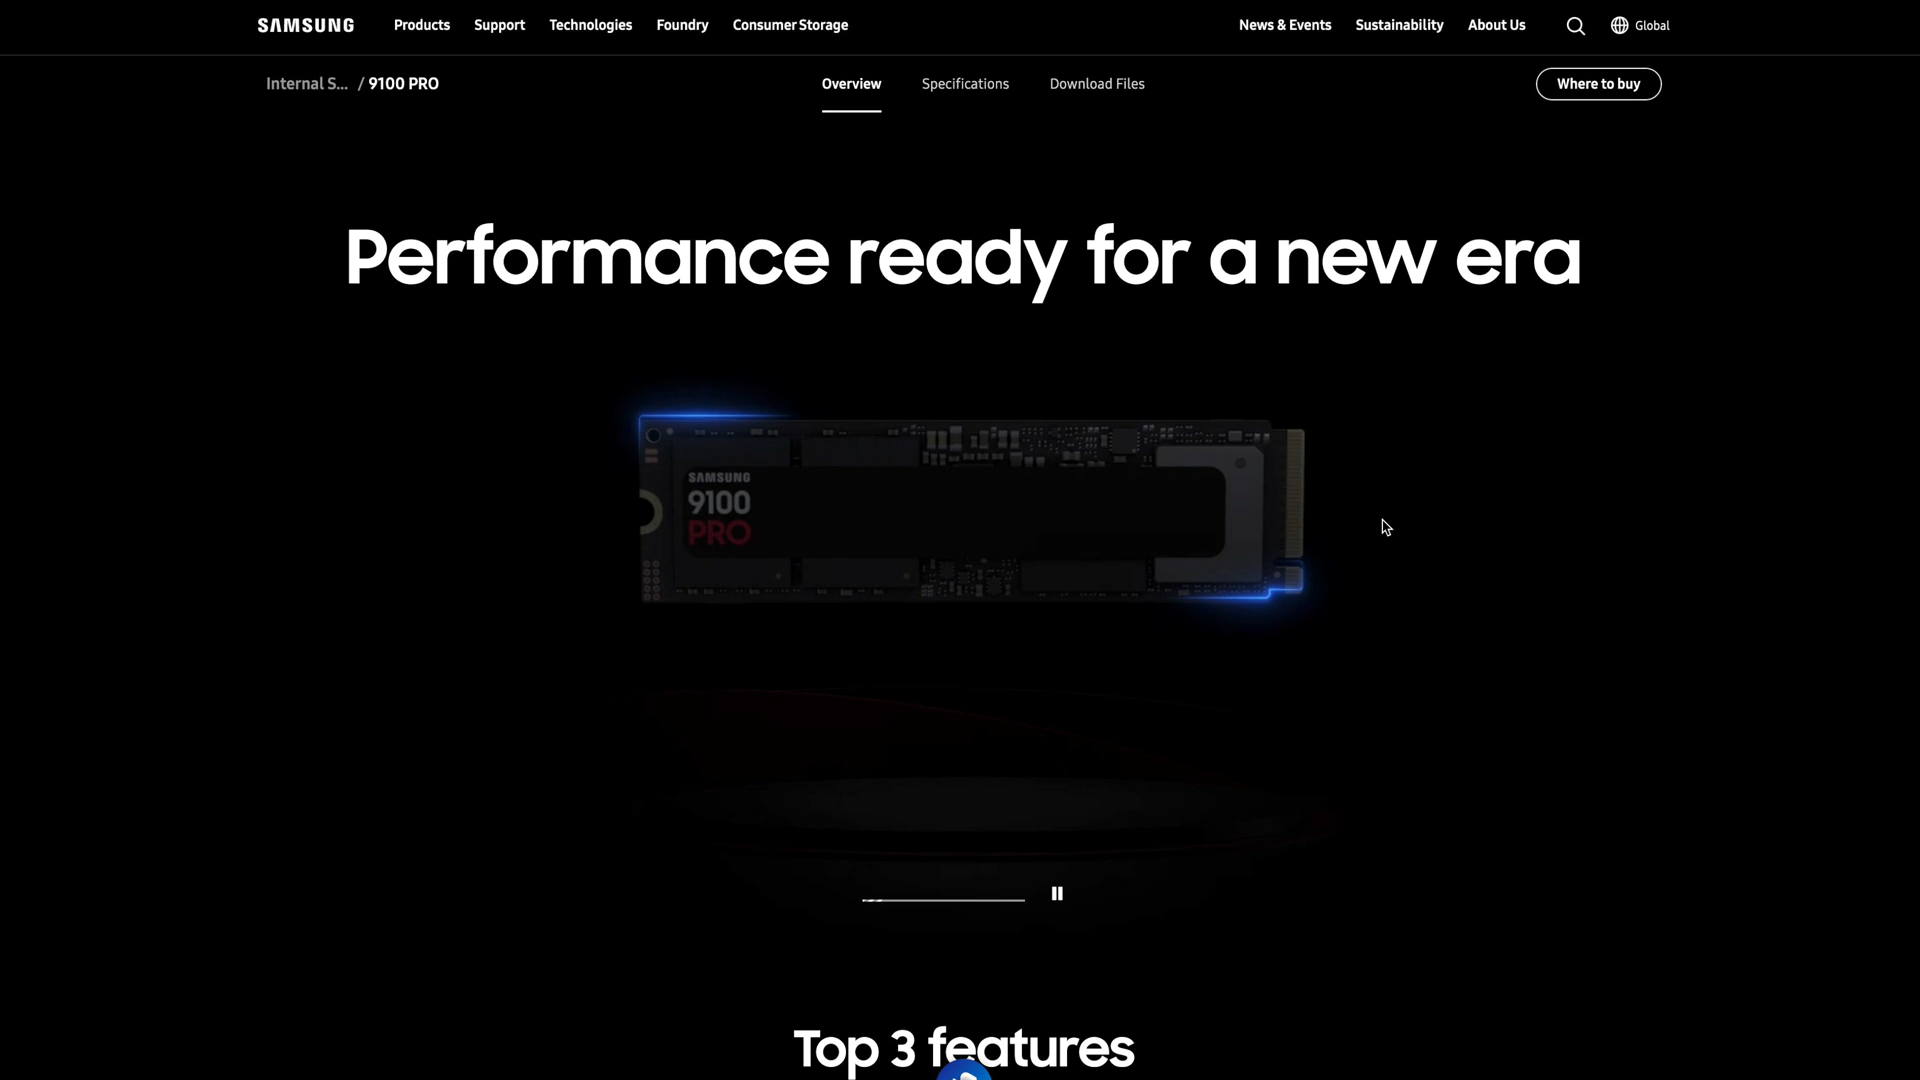 SAMSUNG Products Support Technologies Foundry Consumer Storage News & Events Sustainability About Us Global
Internal S... / 9100 PRO Overview Specifications Download Files Where to buy
Performance ready for a new era
SAMSUNG
9100
PRO
Top 3 features